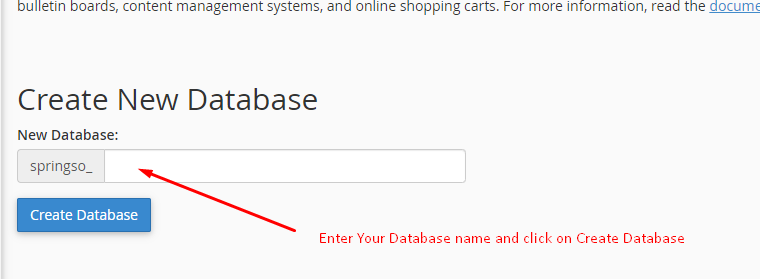 bulletin boards, content management systems, and online shopping carts. For more information, read the
Create New Database
New Database:
springso_
Create Database
Enter Your Database name and click on Create Database